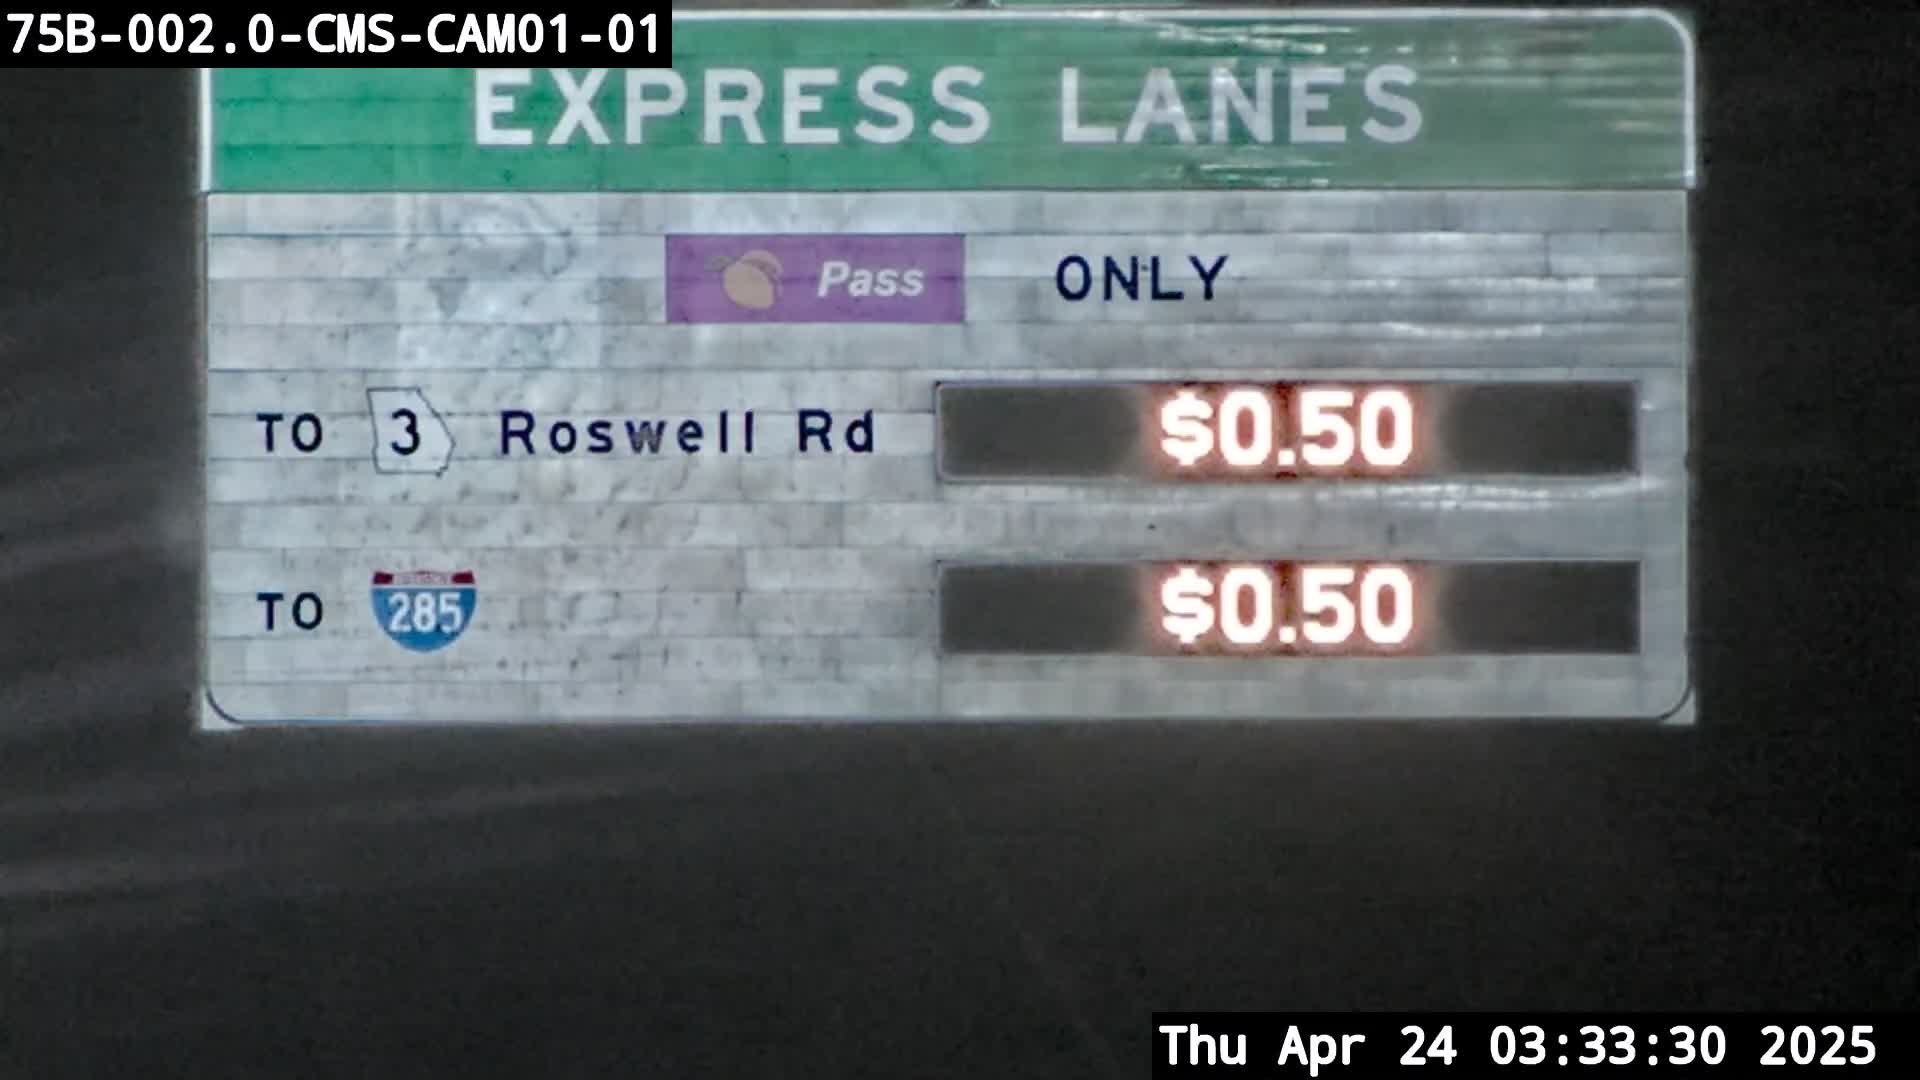 75B-002.0-CMS-CAM01-01
EXPRESS LANES
Pass ONLY
TO 3 Roswell Rd $0.50
TO 285 $0.50
Thu Apr 24 03:33:30 2025